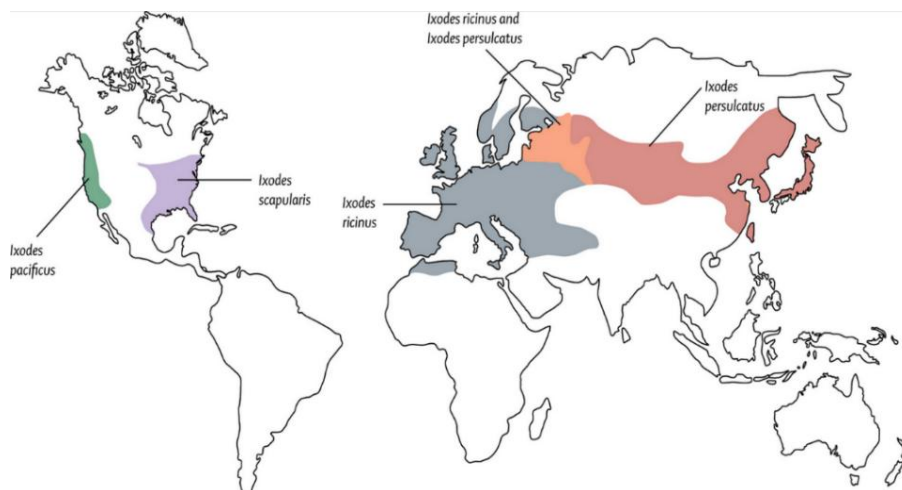 Ixodes ricinus and
Ixodes persulcatus
Ixodes
persulcatus
Ixodes
scapularis
Ixodes
ricinus
Ixodes
pacificus